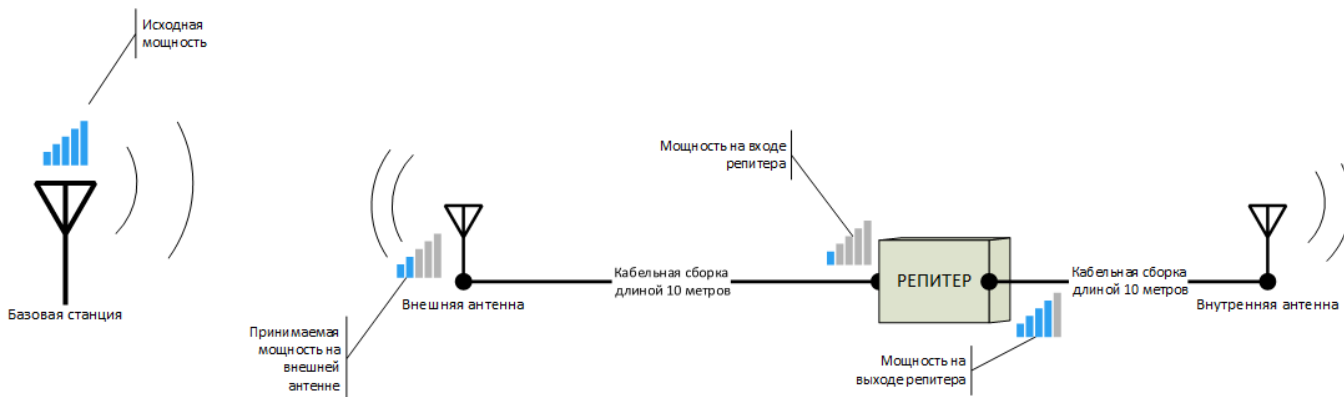 Исходная
мощность
Базовая станция
Принимаемая
мощность на
внешней
антенне
Внешняя антенна
Кабельная сборка
длиной 10 метров
Мощность на входе
репитера
РЕПИТЕР
Мощность на
выходе репитера
Кабельная сборка
длиной 10 метров
Внутренняя антенна